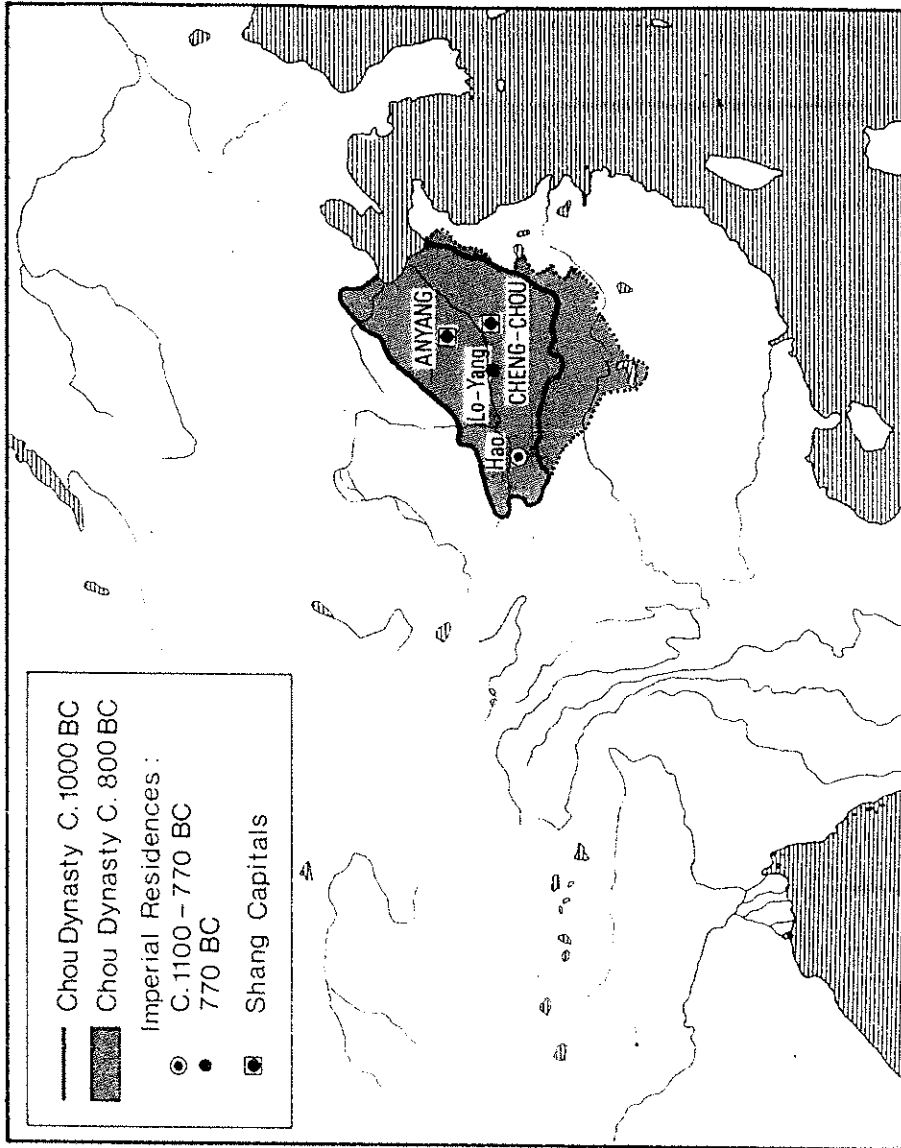 Chou Dynasty C.1000 BC
Chou Dynasty C. 800 BC
Imperial Residences :
C.1100 – 770 BC
770 BC
Shang Capitals
ANYANG
Lo-Yang
Hao
CHENG-CHOU